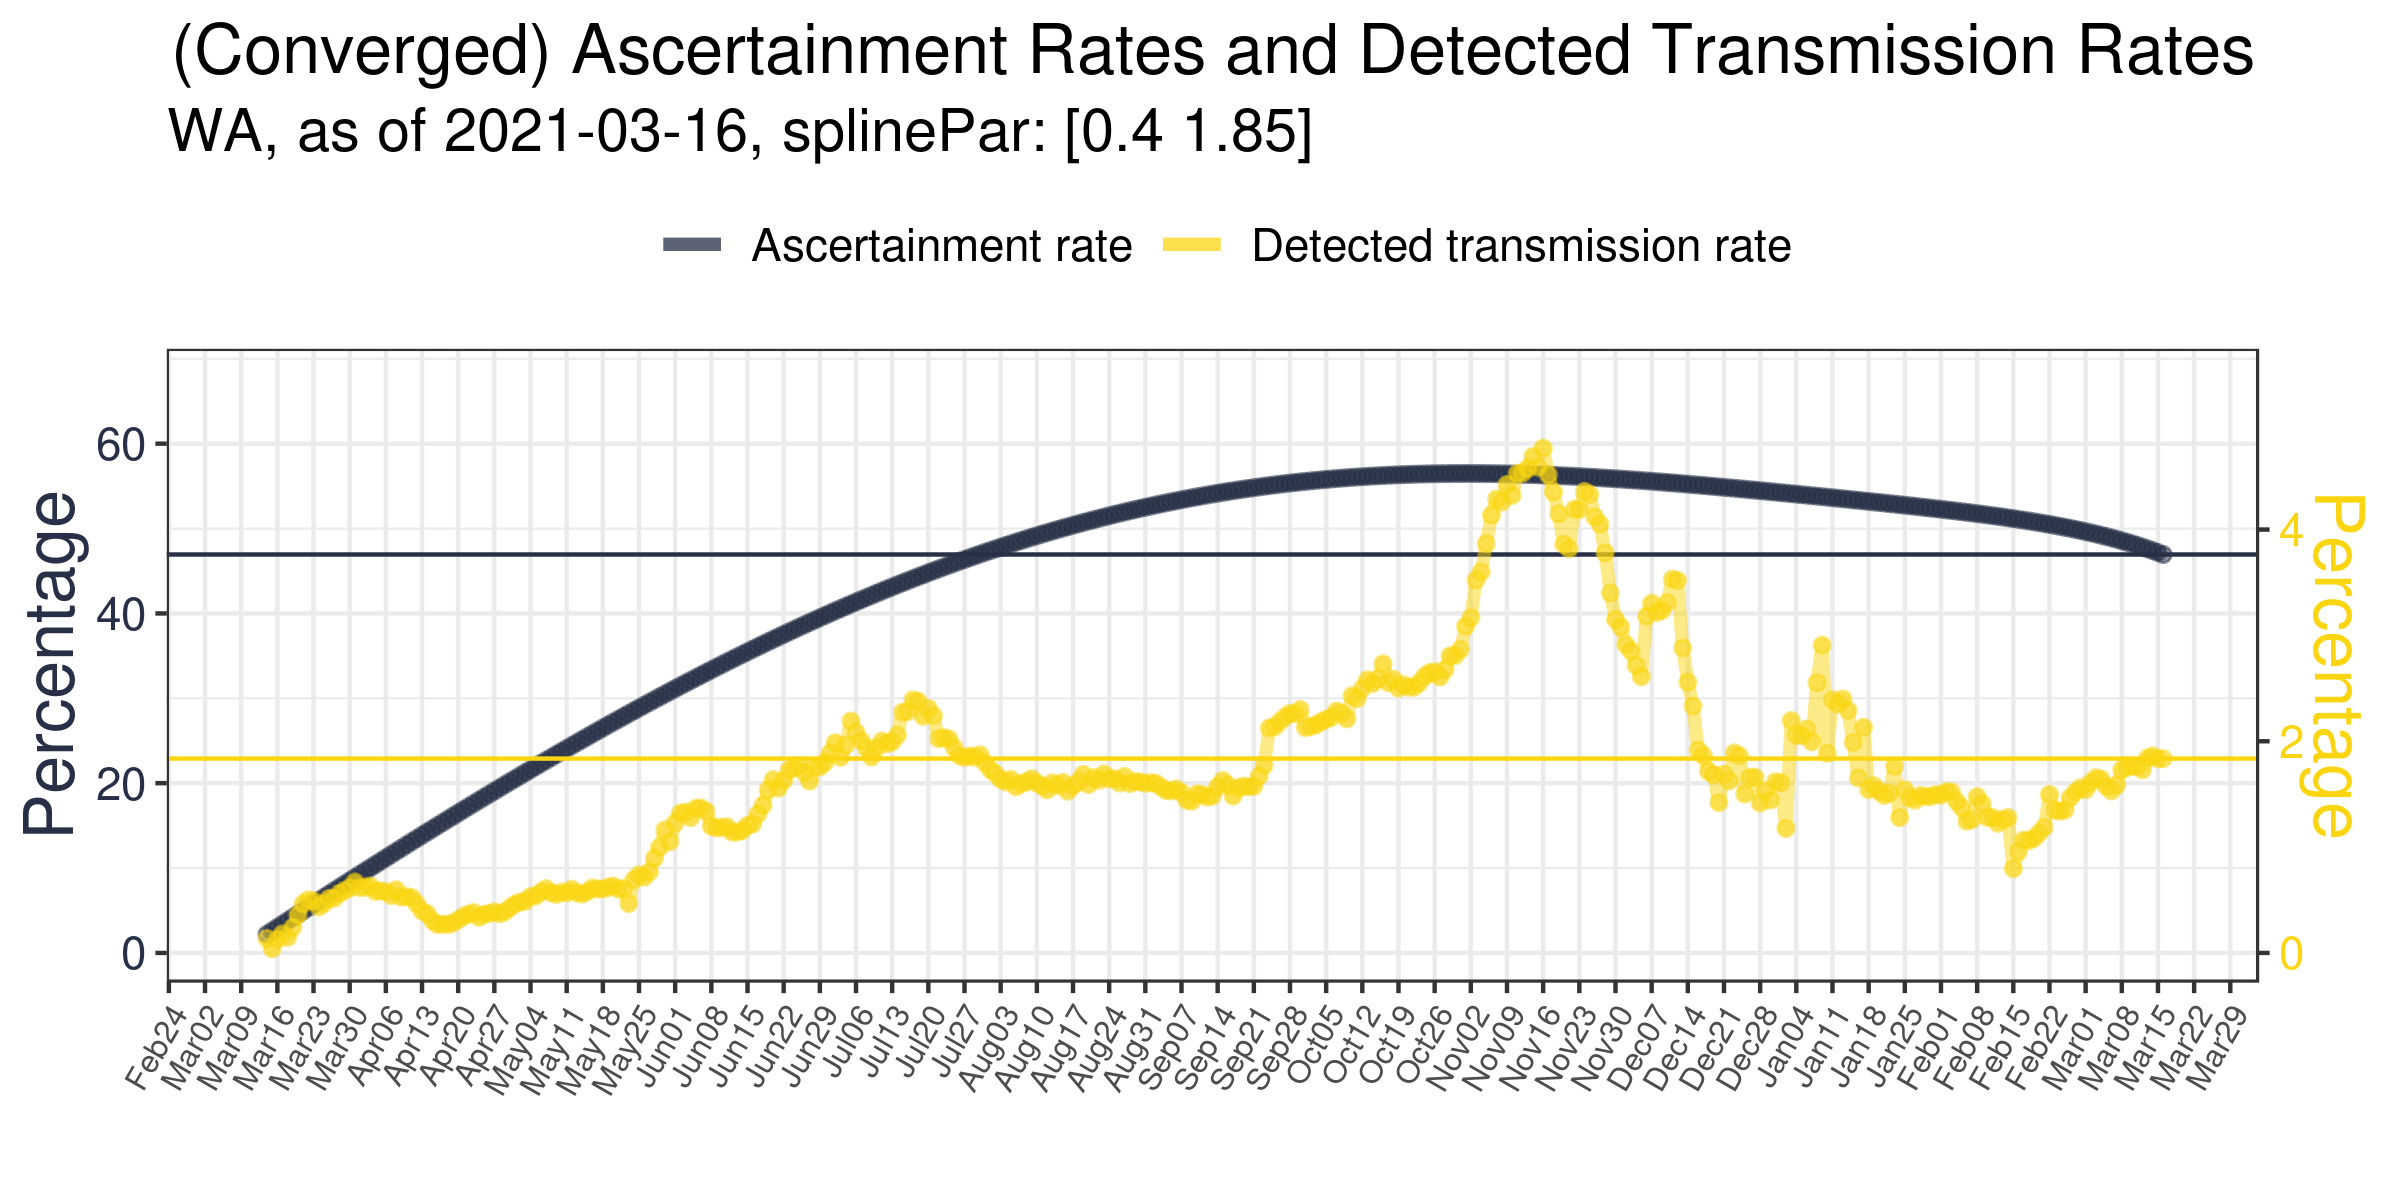 (Converged) Ascertainment Rates and Detected Transmission Rates
WA, as of 2021-03-16, splinePar: [0.4 1.85]
Ascertainment rate
Detected transmission rate
Percentage
60
40
20
0
4
2
0
Percentage
Feb24
Mar02
Mar09
Mar16
Mar23
Mar30
Apr06
Apr13
Apr20
Apr27
May04
May11
May18
May25
Jun01
Jun08
Jun15
Jun22
Jun29
Jul06
Jul13
Jul20
Jul27
Aug03
Aug10
Aug17
Aug24
Aug31
Sep07
Sep14
Sep21
Sep28
Oct05
Oct12
Oct19
Oct26
Nov02
Nov09
Nov16
Nov23
Nov30
Dec07
Dec14
Dec21
Dec28
Jan04
Jan11
Jan18
Jan25
Feb01
Feb08
Feb15
Feb22
Mar01
Mar08
Mar15
Mar22
Mar29